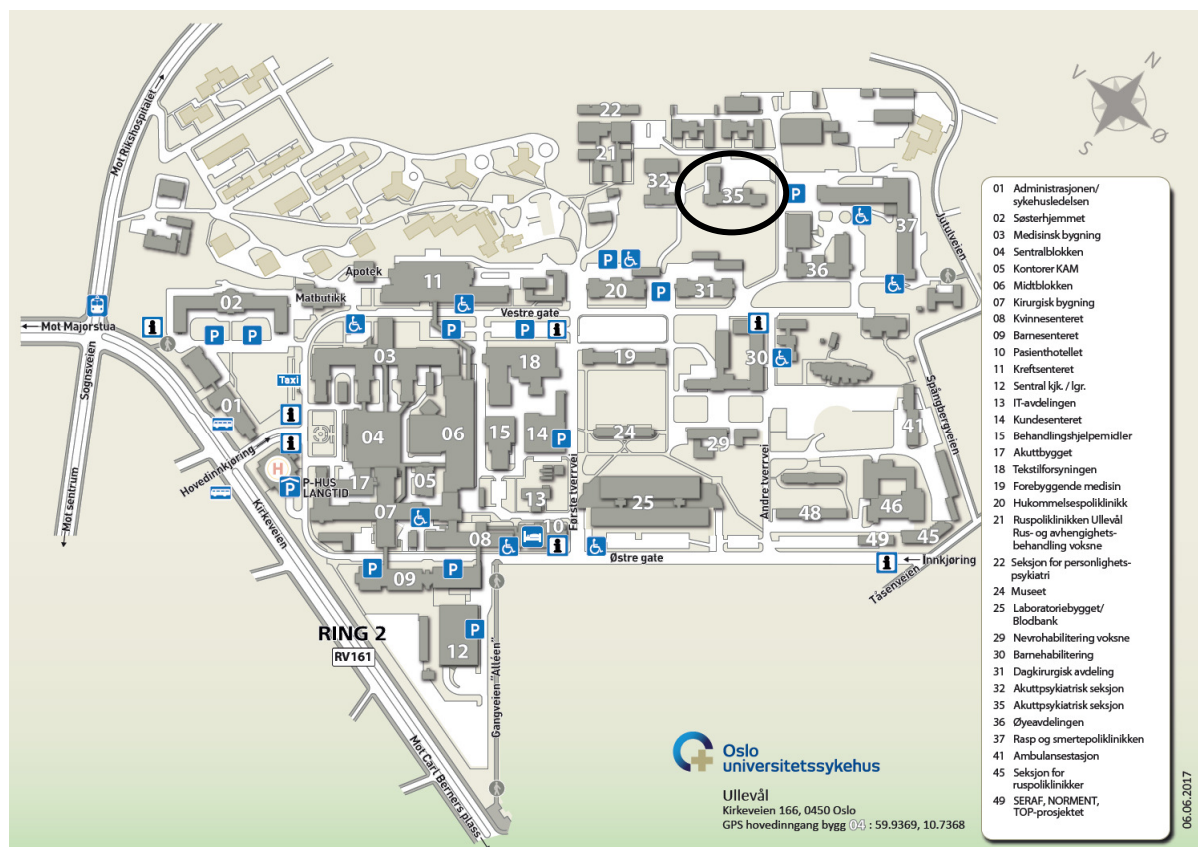 Mot Rikshospitalet
V
N
S
Ø
22
21
32
35
P
37
Jutulveien
36
P
Apotek
11
20
P
31
02
Matbutikk
Vestre gate
Mot Majorstua
P
P
P
P
Sognsveien
03
18
19
30
Taxi
Spångbergveien
01
04
06
15
14
P
24
29
41
Hovedinnkjøring
H
P
P-HUS
LANGTID
17
05
13
Første tverrvei
25
Andre tverrvei
48
46
Mot sentrum
Kirkeveien
07
08
10
49
45
Østre gate
Innkjøring
Tåsenveien
P
09
P
12
P
RING 2
RV161
Gangveien "Alléen"
Mot Carl Berners plass
01 Administrasjonen/
sykehusledelsen
02 Søsterhjemmet
03 Medisinsk bygning
04 Sentralblokken
05 Kontorer KAM
06 Midtblokken
07 Kirurgisk bygning
08 Kvinnesenteret
09 Barnesenteret
10 Pasienthotellet
11 Kreftsenteret
12 Sentral kjk. / lgr.
13 IT-avdelingen
14 Kundesenteret
15 Behandlingshjelpemidler
17 Akuttbygget
18 Tekstilforsyningen
19 Forebyggende medisin
20 Hukommelsespoliklinikk
21 Ruspoliklinikken Ullevål
Rus- og avhengighets-
behandling voksne
22 Seksjon for personlighets-
psykiatri
24 Museet
25 Laboratoriebygget/
Blodbank
29 Nevrohabilitering voksne
30 Barnehabilitering
31 Dagkirurgisk avdeling
32 Akuttpsykiatrisk seksjon
35 Akuttpsykiatrisk seksjon
36 Øyeavdelingen
37 Rasp og smertepoliklinikken
41 Ambulansestasjon
45 Seksjon for
ruspoliklinikker
49 SERAF, NORMENT,
TOP-prosjektet
Oslo
universitetssykehus
Ullevål
Kirkeveien 166, 0450 Oslo
GPS hovedinngang bygg 04 : 59.9369, 10.7368
06.06.2017